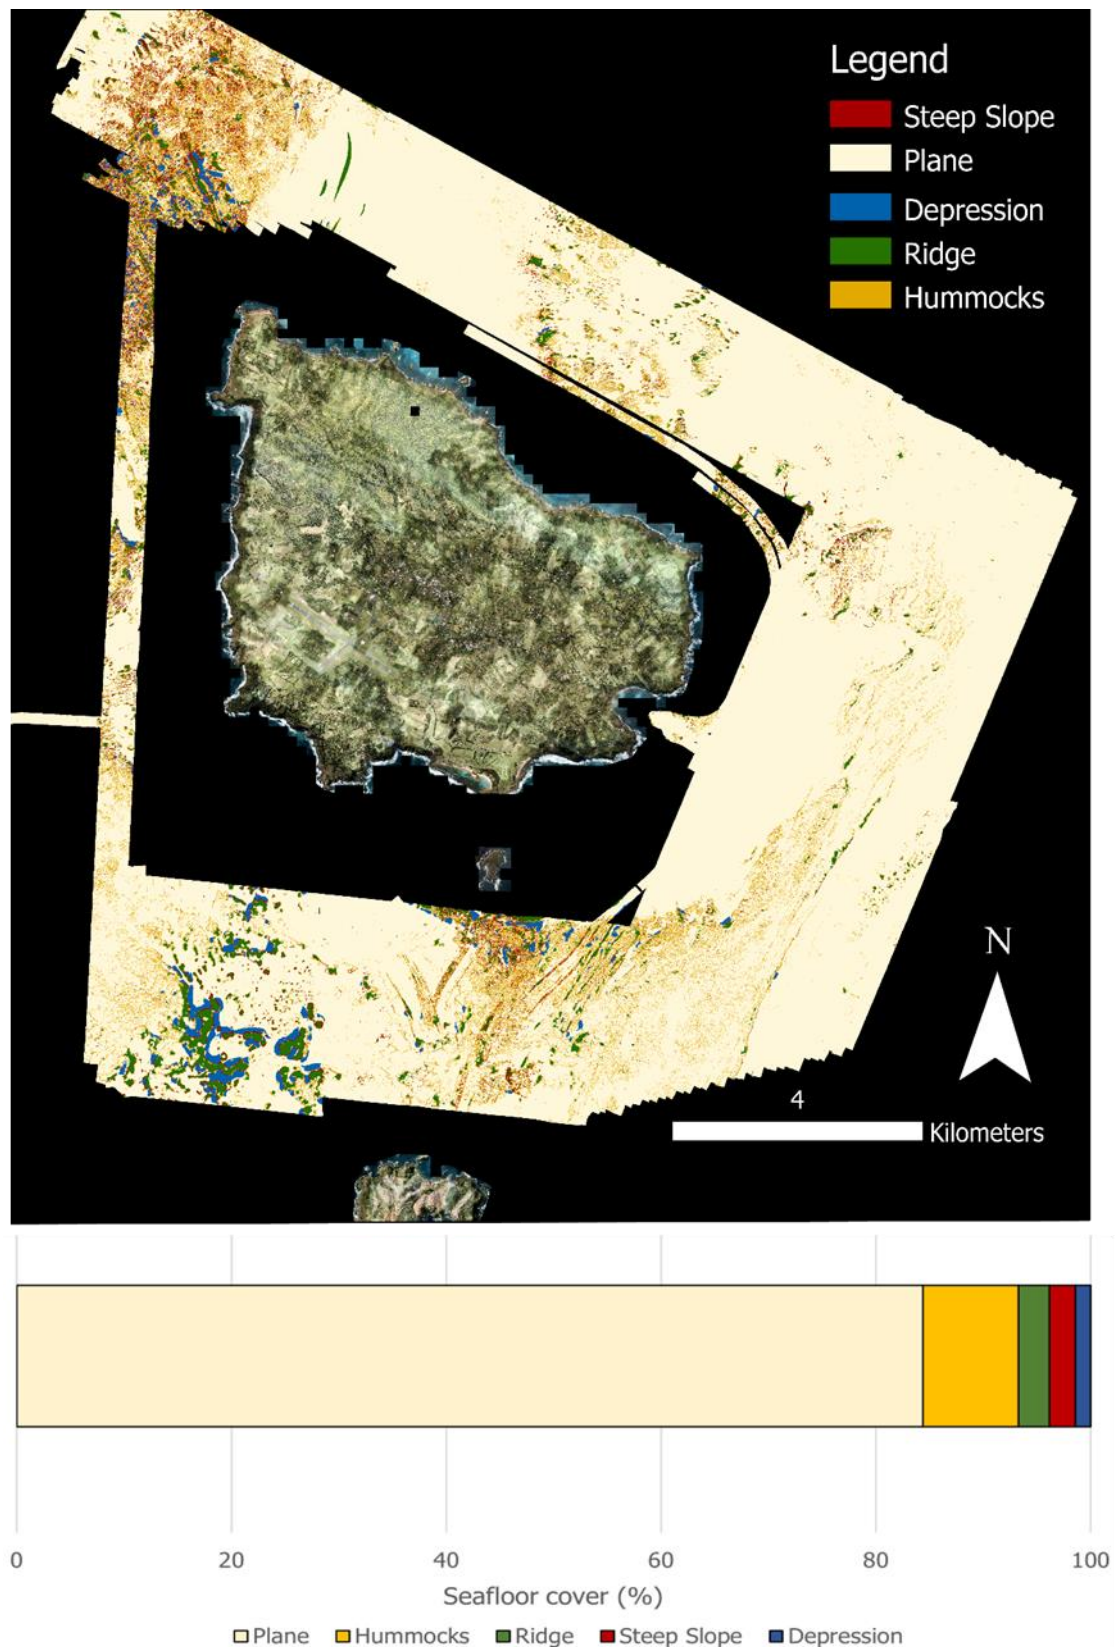 Legend
Steep Slope
Plane
Depression
Ridge
Hummocks
N
4
Kilometers
0 20 40 60 80 100
Seafloor cover (%)
Plane Hummocks Ridge Steep Slope Depression